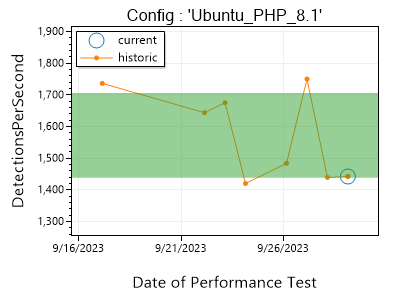 Config : 'Ubuntu_PHP_8.1'
current
historic
1,900
1,800
1,700
1,600
1,500
1,400
1,300
DetectionsPerSecond
9/16/2023
9/21/2023
9/26/2023
Date of Performance Test